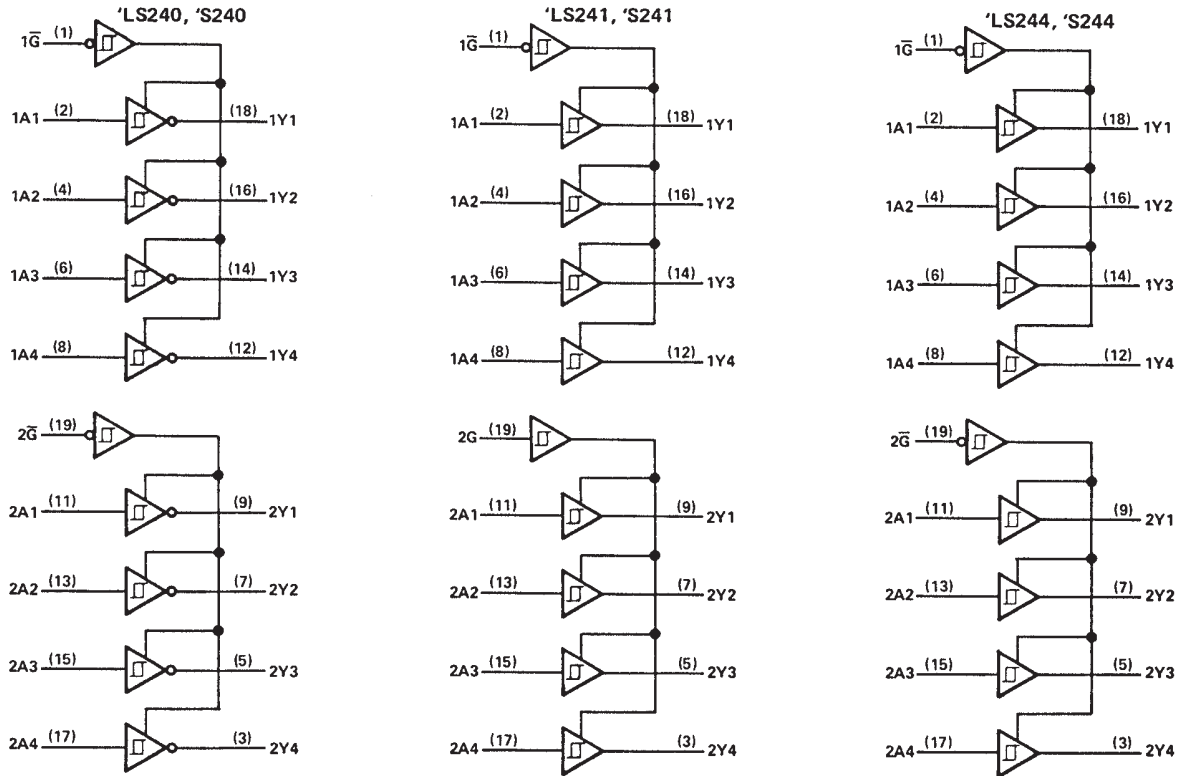 'LS240, 'S240
1G̅ (1)
1A1 (2) (18) 1Y1
1A2 (4) (16) 1Y2
1A3 (6) (14) 1Y3
1A4 (8) (12) 1Y4
2G̅ (19)
2A1 (11) (9) 2Y1
2A2 (13) (7) 2Y2
2A3 (15) (5) 2Y3
2A4 (17) (3) 2Y4
'LS241, 'S241
1G̅ (1)
1A1 (2) (18) 1Y1
1A2 (4) (16) 1Y2
1A3 (6) (14) 1Y3
1A4 (8) (12) 1Y4
2G (19)
2A1 (11) (9) 2Y1
2A2 (13) (7) 2Y2
2A3 (15) (5) 2Y3
2A4 (17) (3) 2Y4
'LS244, 'S244
1G̅ (1)
1A1 (2) (18) 1Y1
1A2 (4) (16) 1Y2
1A3 (6) (14) 1Y3
1A4 (8) (12) 1Y4
2G̅ (19)
2A1 (11) (9) 2Y1
2A2 (13) (7) 2Y2
2A3 (15) (5) 2Y3
2A4 (17) (3) 2Y4